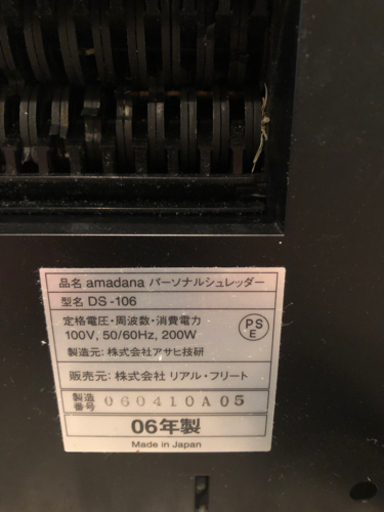 品名 amadana パーソナルシュレッダー
型名 DS-106
定格電圧・周波数・消費電力
100V, 50/60Hz, 200W
PS
E
製造元: 株式会社アサヒ技研
販売元: 株式会社 リアル・フリート
製造
番号 060410A05
06年製
Made in Japan